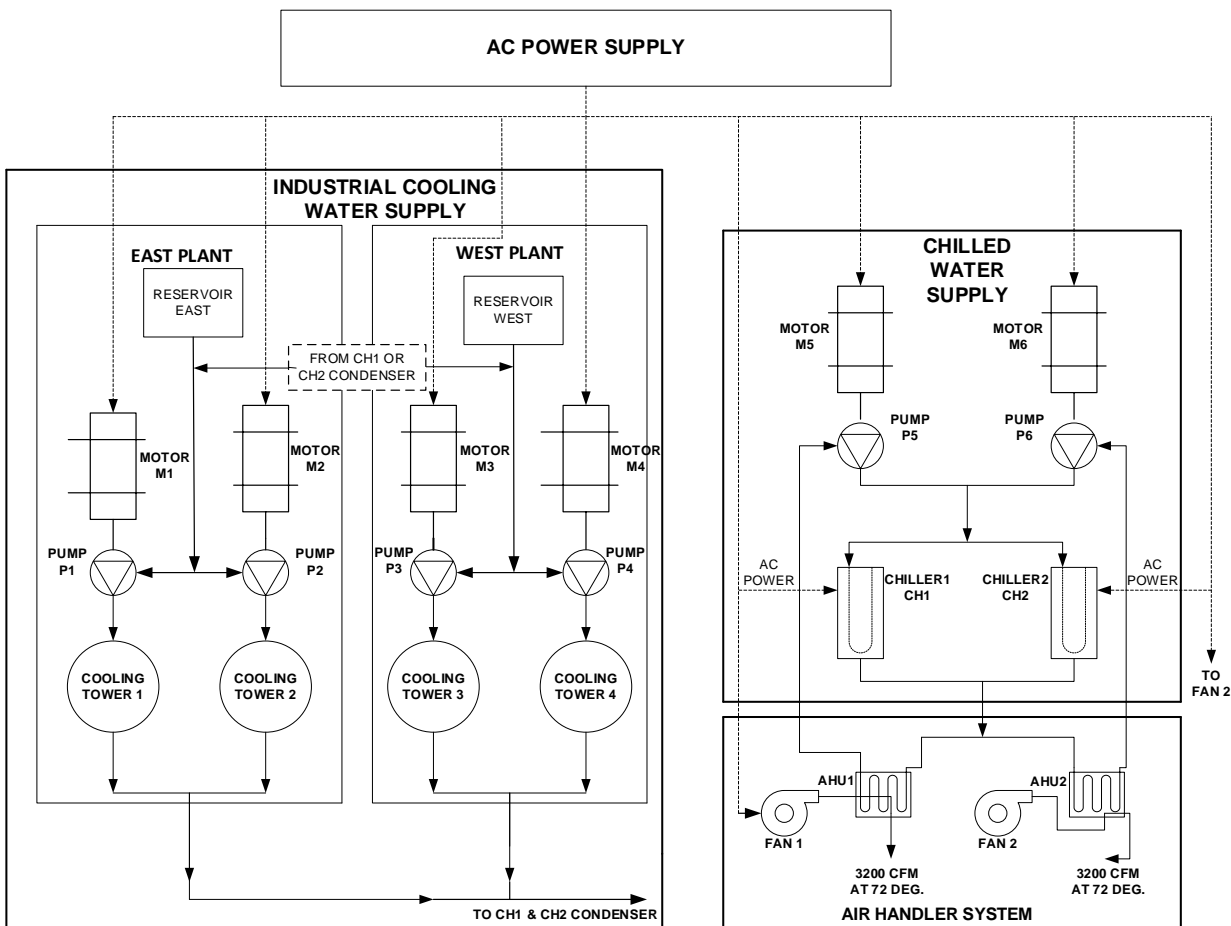 AC POWER SUPPLY
INDUSTRIAL COOLING
WATER SUPPLY
EAST PLANT
RESERVOIR
EAST
WEST PLANT
RESERVOIR
WEST
FROM CH1 OR
CH2 CONDENSER
MOTOR
M1
MOTOR
M2
MOTOR
M3
MOTOR
M4
PUMP
P1
PUMP
P2
PUMP
P3
PUMP
P4
COOLING
TOWER 1
COOLING
TOWER 2
COOLING
TOWER 3
COOLING
TOWER 4
TO CH1 & CH2 CONDENSER
CHILLED
WATER
SUPPLY
MOTOR
M5
MOTOR
M6
PUMP
P5
PUMP
P6
AC
POWER
CHILLER1
CH1
CHILLER2
CH2
AC
POWER
TO
FAN 2
AHU1
AHU2
FAN 1
FAN 2
3200 CFM
AT 72 DEG.
3200 CFM
AT 72 DEG.
AIR HANDLER SYSTEM